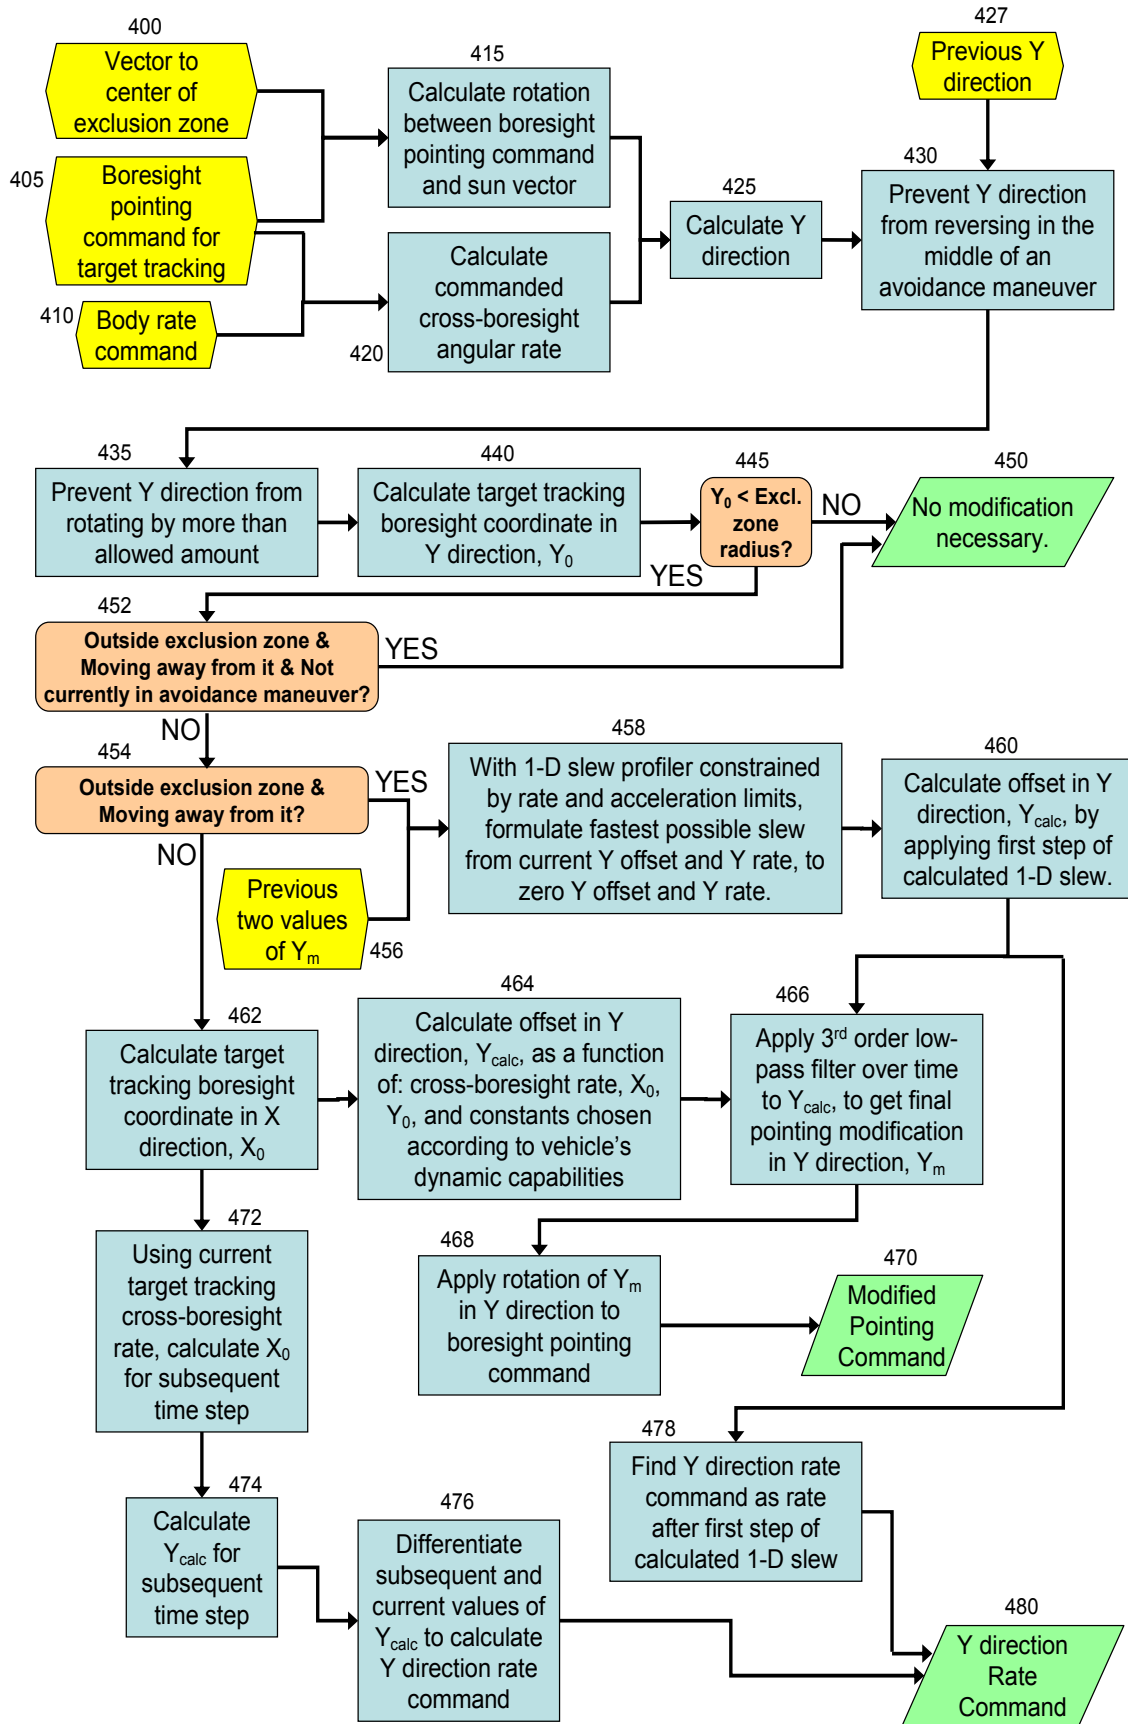 400
Vector to
center of
exclusion zone
405
Boresight
pointing
command for
target tracking
410
Body rate
command
415
Calculate rotation
between boresight
pointing command
and sun vector
Calculate
commanded
cross-boresight
angular rate
420
425
Calculate Y
direction
427
Previous Y
direction
430
Prevent Y direction
from reversing in the
middle of an
avoidance maneuver
435
Prevent Y direction from
rotating by more than
allowed amount
440
Calculate target tracking
boresight coordinate in
Y direction, Y0
445
Y0 < Excl.
zone
radius?
NO
YES
450
No modification
necessary.
452
Outside exclusion zone &
Moving away from it & Not
currently in avoidance maneuver?
YES
NO
454
Outside exclusion zone &
Moving away from it?
YES
NO
Previous
two values
of Ym
456
458
With 1-D slew profiler constrained
by rate and acceleration limits,
formulate fastest possible slew
from current Y offset and Y rate, to
zero Y offset and Y rate.
460
Calculate offset in Y
direction, Ycalc, by
applying first step of
calculated 1-D slew.
462
Calculate target
tracking boresight
coordinate in X
direction, X0
464
Calculate offset in Y
direction, Ycalc, as a function
of: cross-boresight rate, X0,
Y0, and constants chosen
according to vehicle's
dynamic capabilities
466
Apply 3rd order low-
pass filter over time
to Ycalc, to get final
pointing modification
in Y direction, Ym
468
Apply rotation of Ym
in Y direction to
boresight pointing
command
470
Modified
Pointing
Command
472
Using current
target tracking
cross-boresight
rate, calculate X0
for subsequent
time step
474
Calculate
Ycalc for
subsequent
time step
476
Differentiate
subsequent and
current values of
Ycalc to calculate
Y direction rate
command
478
Find Y direction rate
command as rate
after first step of
calculated 1-D slew
480
Y direction
Rate
Command